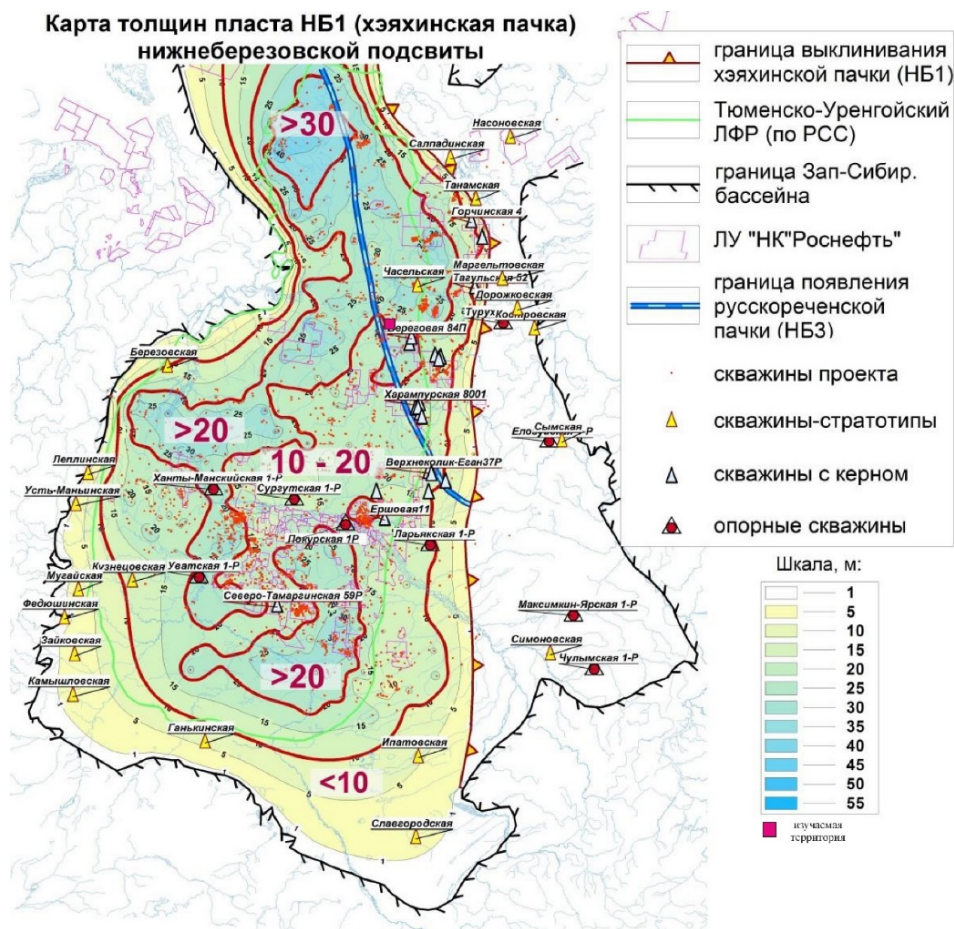 Карта толщин пласта НБ1 (хэяхинская пачка)
нижнеберезовской подсвиты
>30
Насоновская
Салпадинская
Танамская
Горчинская 4
Маргельтовская
Тагульская 52
Часельская
Дорожковская
Береговая 84П
Березовская
Харампурская 8001
>20
Сымская
10 - 20
Верхнеколик-Еган37Р
Леплинская
Ханты-Манскийская 1-Р
Сургутская 1-Р
Усть-Маньинская
Ершовая11
Локурская 1Р
Ларьякская 1-Р
Кузнецовская
Уватская 1-Р
Мугайская
Северо-Тамаргинская 59Р
Федюшинская
Максимкин-Ярская 1-Р
Зайковская
Симоновская
Чулымская 1-Р
>20
Камышловская
Ганькинская
Ипатовская
<10
Славгородская
граница выклинивания
хэяхинской пачки (НБ1)
Тюменско-Уренгойский
ЛФР (по РСС)
граница Зап-Сибир.
бассейна
ЛУ "НК"Роснефть"
граница появления
русскореченской
пачки (НБ3)
скважины проекта
скважины-стратотипы
скважины с керном
опорные скважины
Шкала, м:
1
5
10
15
20
25
30
35
40
45
50
55
изучаемая
территория